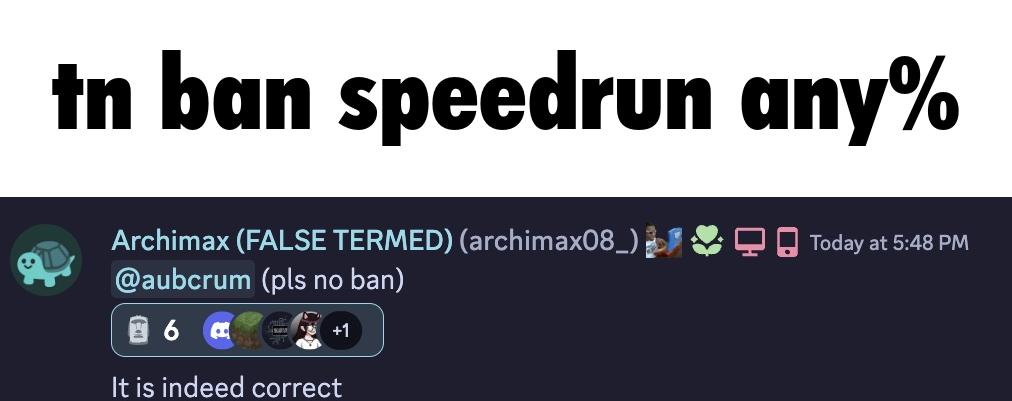 tn ban speedrun any%
Archimax (FALSE TERMED) (archimax08_) Today at 5:48 PM
@aubcrum (pls no ban)
6 +1
It is indeed correct